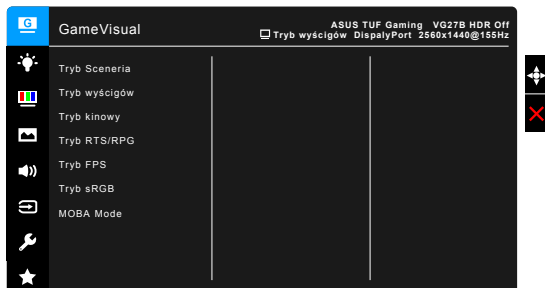 G
GameVisual
ASUS TUF Gaming VG27B HDR Off
Tryb wyścigów DispalyPort 2560x1440@155Hz
Tryb Sceneria
Tryb wyścigów
Tryb kinowy
Tryb RTS/RPG
Tryb FPS
Tryb sRGB
MOBA Mode